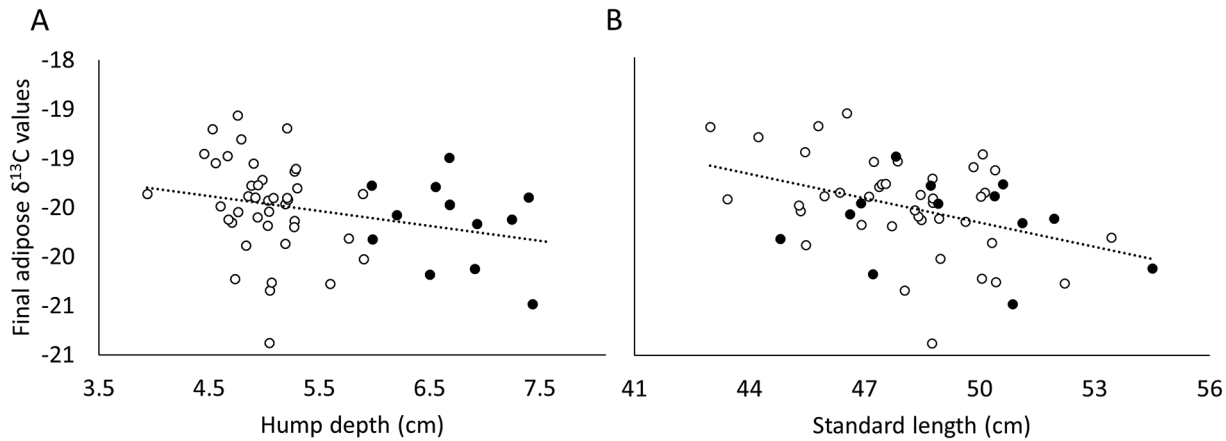 A
B
Final adipose δ¹³C values
-18
-19
-19
-20
-20
-21
-21
3.5 4.5 5.5 6.5 7.5
Hump depth (cm)
41 44 47 50 53 56
Standard length (cm)